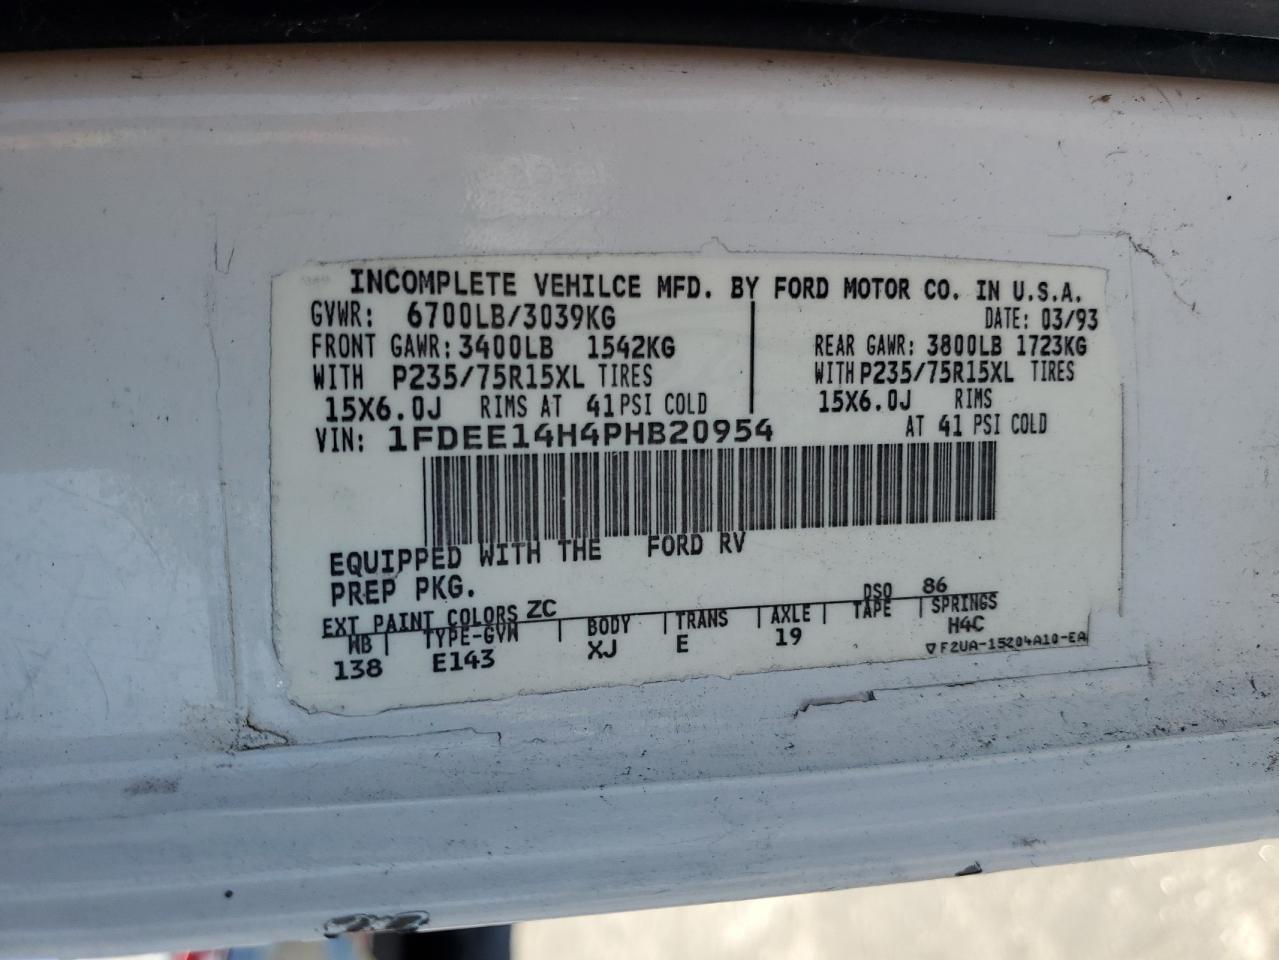 INCOMPLETE VEHILCE MFD. BY FORD MOTOR CO. IN U.S.A.
GVWR: 6700LB/3039KG DATE: 03/93
FRONT GAWR: 3400LB 1542KG REAR GAWR: 3800LB 1723KG
WITH P235/75R15XL TIRES WITH P235/75R15XL TIRES
15X6.0J RIMS AT 41 PSI COLD 15X6.0J RIMS
VIN: 1FDEE14H4PHB20954 AT 41 PSI COLD
EQUIPPED WITH THE FORD RV
PREP PKG.
DSO 86
EXT PAINT COLORS ZC
WB | TYPE-GVW | BODY | TRANS | AXLE | TAPE | SPRINGS
138 E143 XJ E 19 H4C
▽F2UA-15204A10-EA